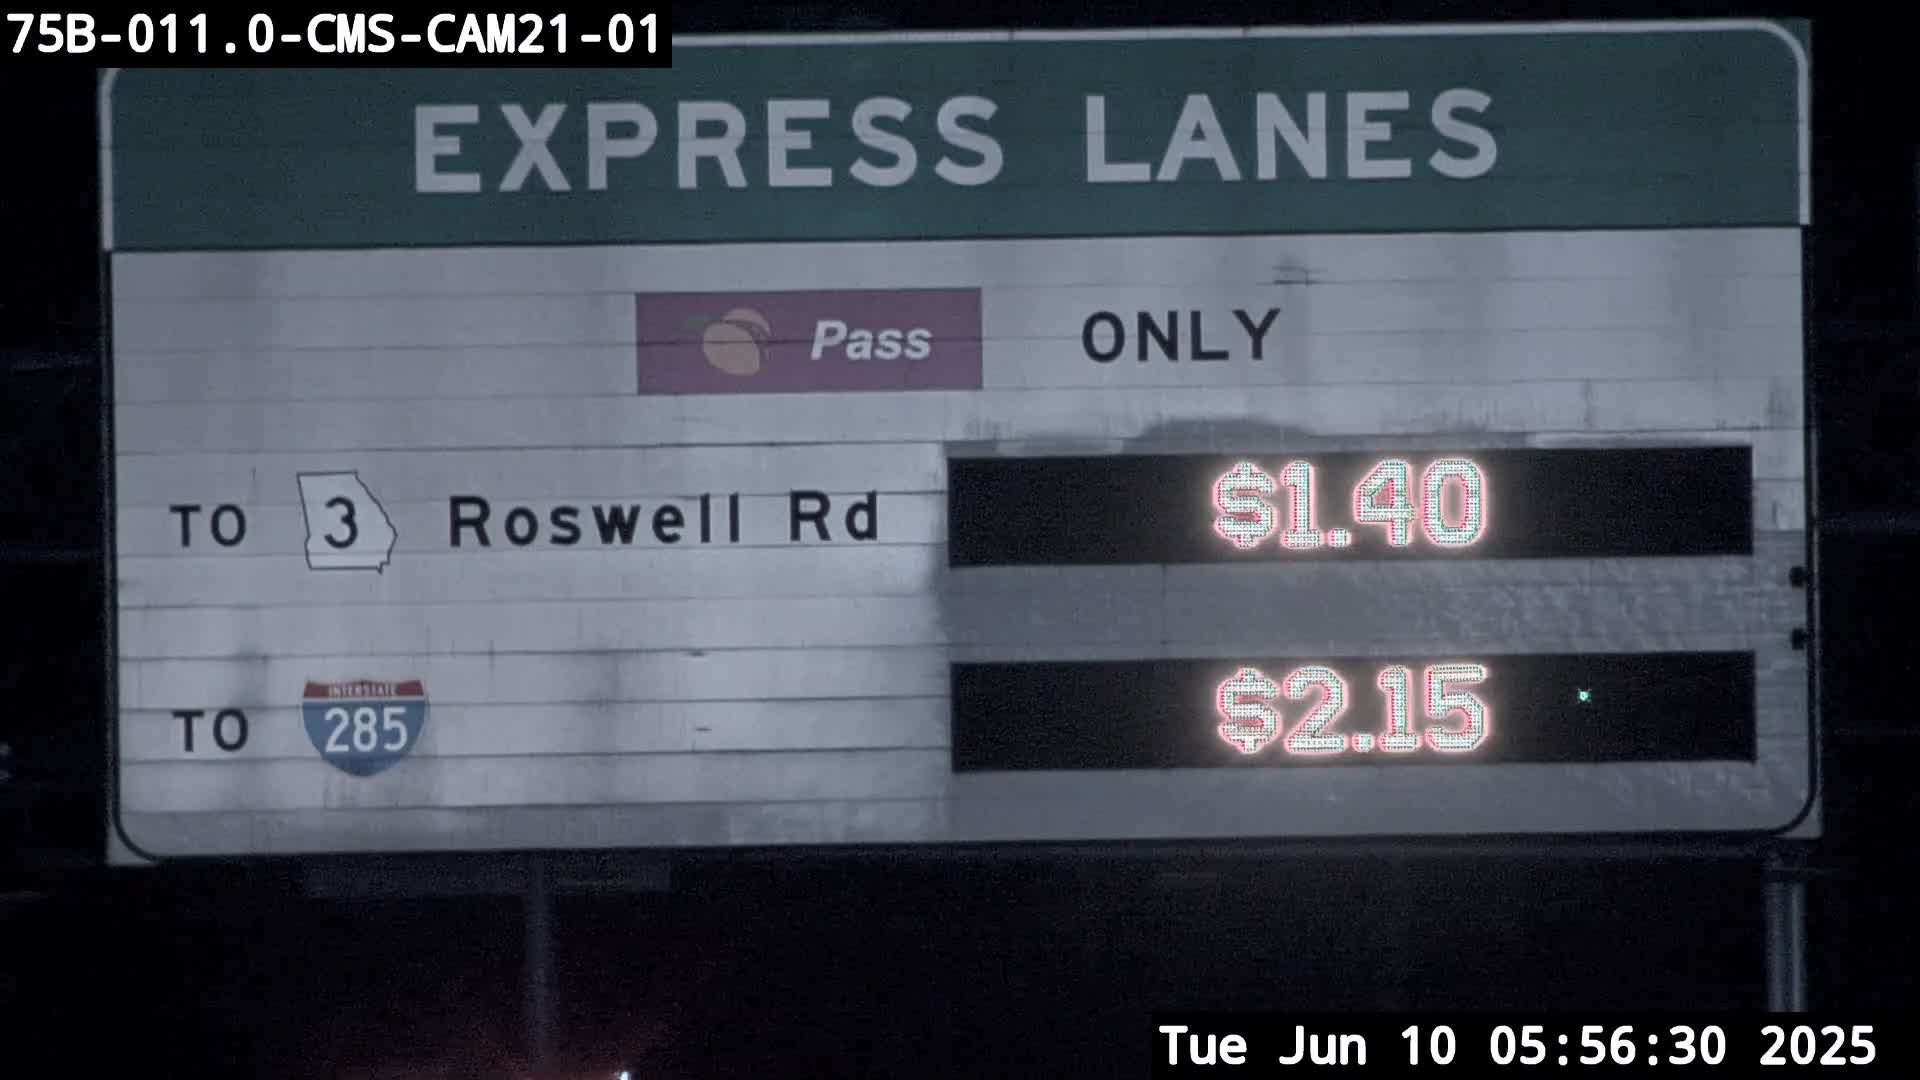 75B-011.0-CMS-CAM21-01
EXPRESS LANES
Pass ONLY
TO 3 Roswell Rd $1.40
TO INTERSTATE 285 $2.15
Tue Jun 10 05:56:30 2025